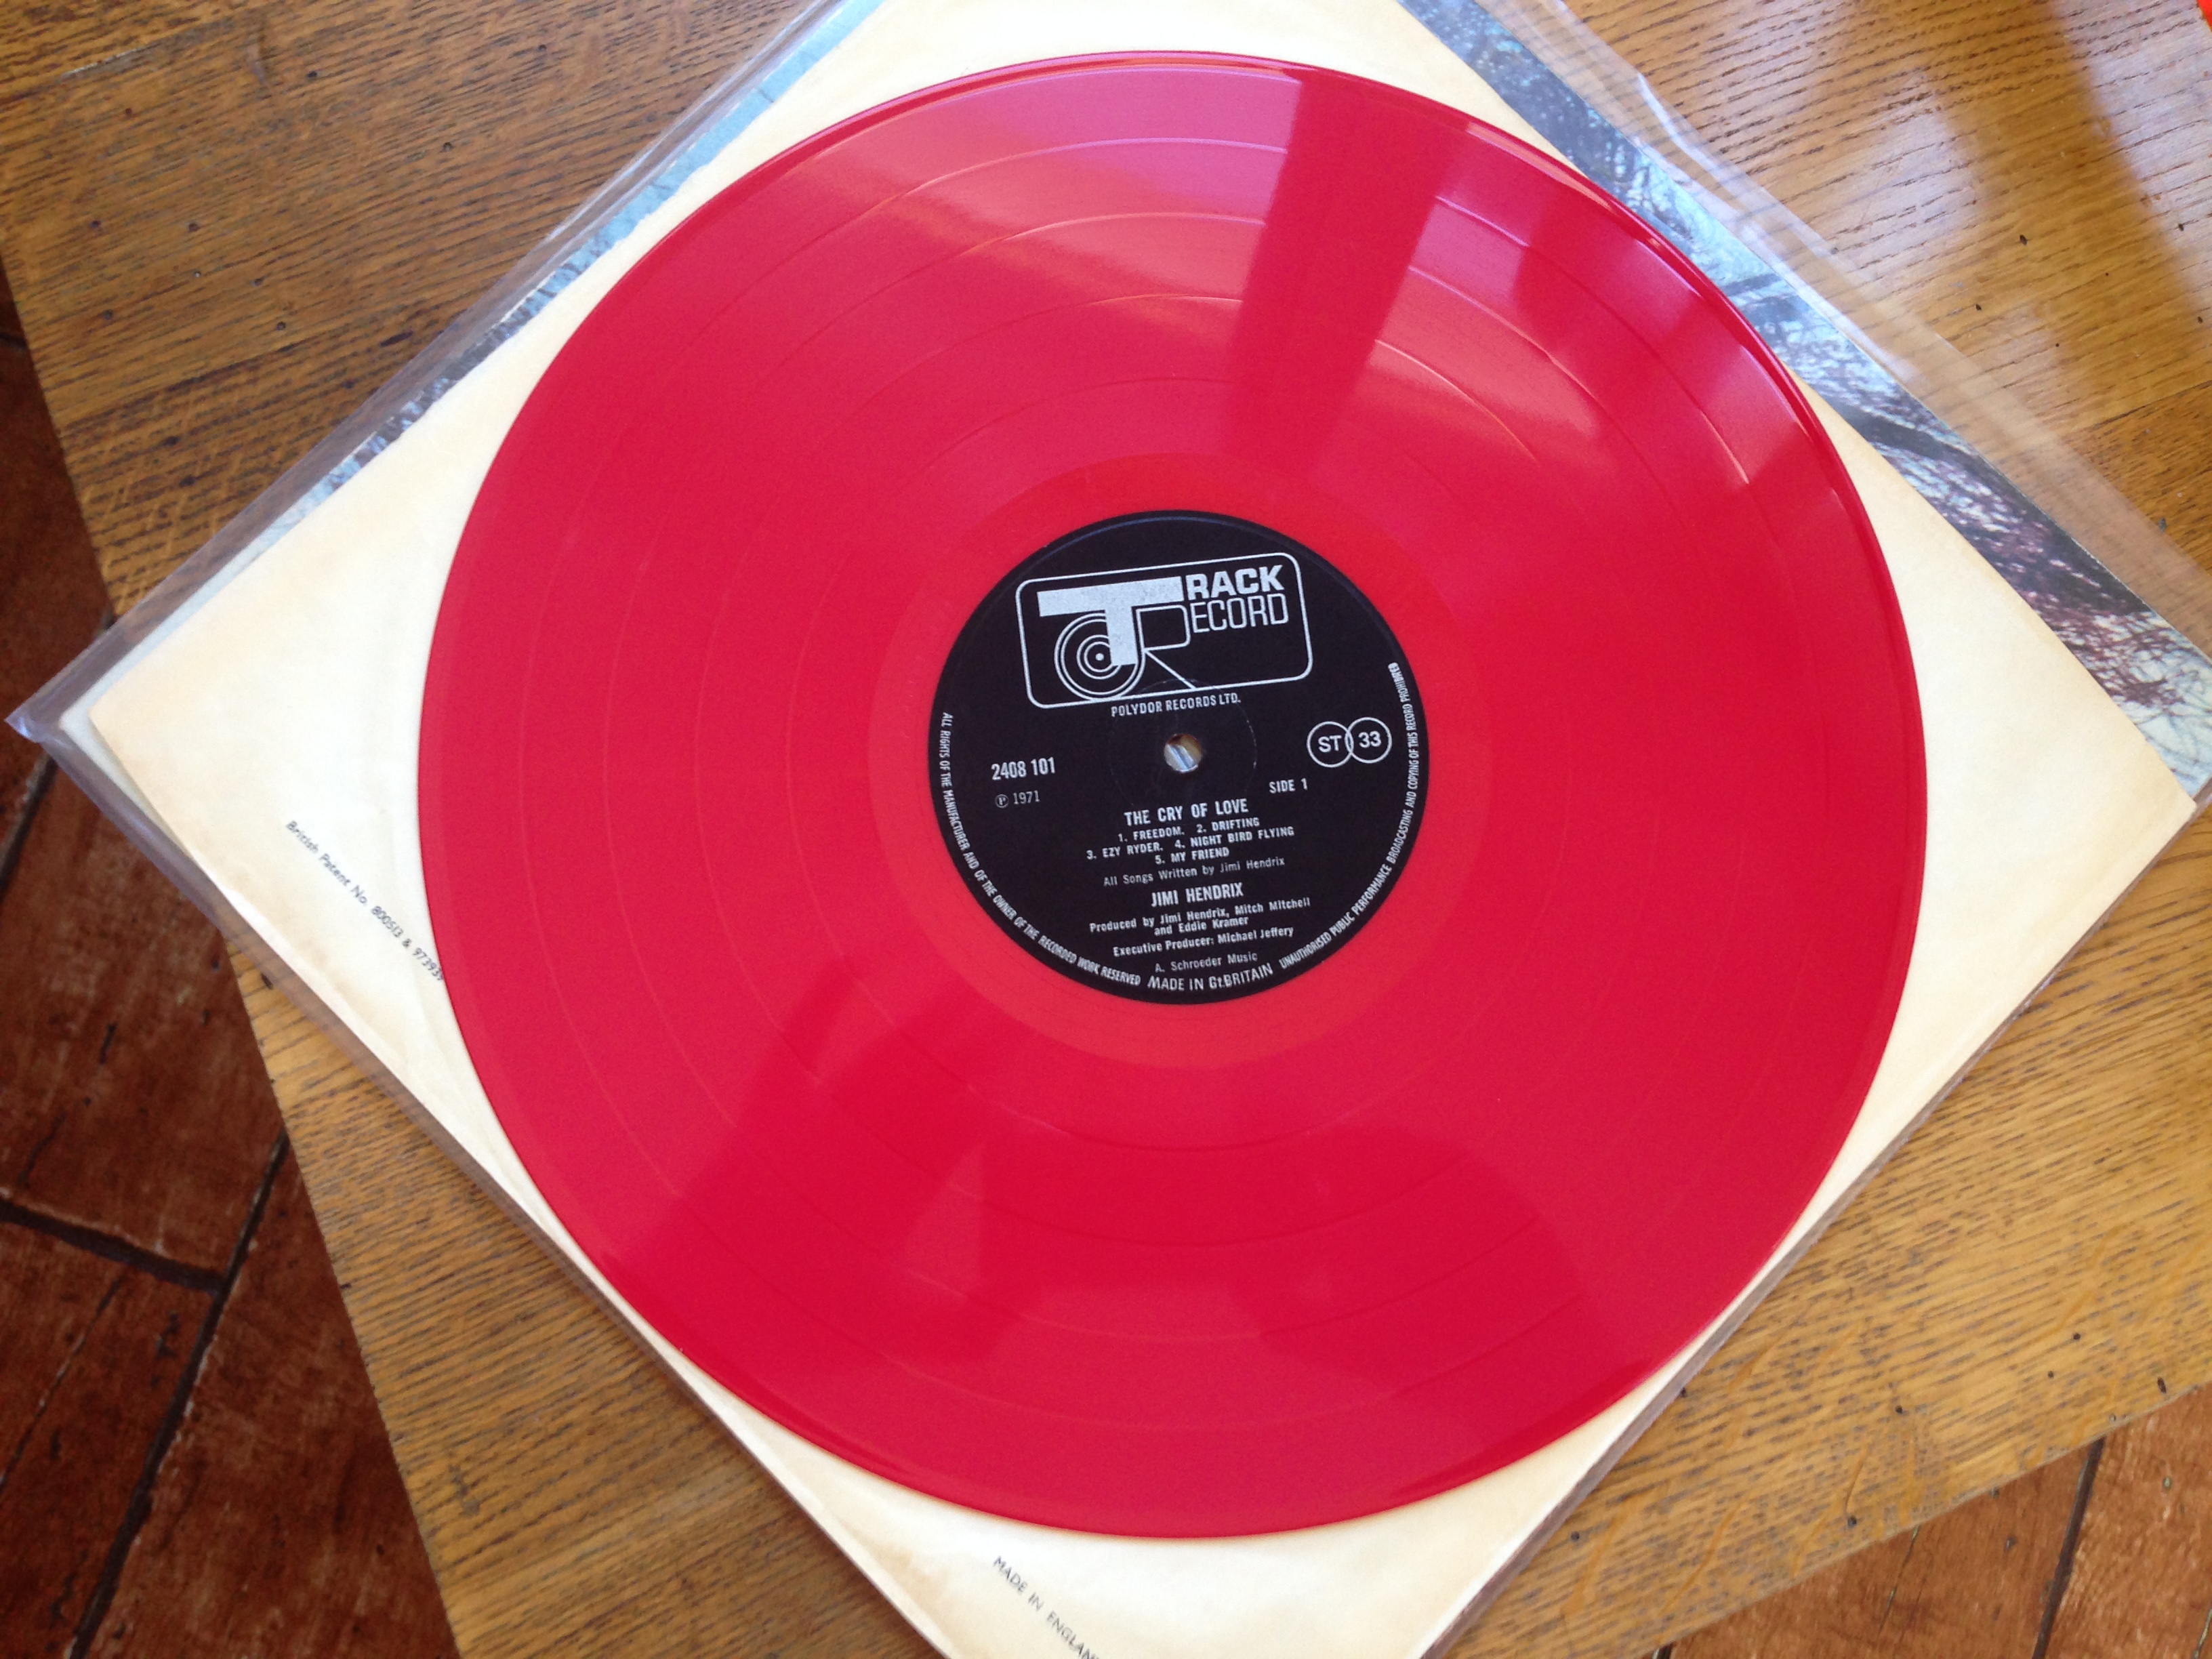 TRACK
RECORD
POLYDOR RECORDS LTD.
2408 101
℗ 1971
ST 33
SIDE 1
THE CRY OF LOVE
1. FREEDOM. 2. DRIFTING
3. EZY RYDER. 4. NIGHT BIRD FLYING
5. MY FRIEND
All Songs Written by Jimi Hendrix
JIMI HENDRIX
Produced by Jimi Hendrix, Mitch Mitchell
and Eddie Kramer
Executive Producer: Michael Jeffery
A. Schroeder Music
ALL RIGHTS OF THE MANUFACTURER AND OF THE OWNER OF THE RECORDED WORK RESERVED MADE IN Gt.BRITAIN UNAUTHORISED PUBLIC PERFORMANCE BROADCASTING AND COPYING OF THIS RECORD PROHIBITED
British Patent No. 800513 & 973939
MADE IN ENGLAND